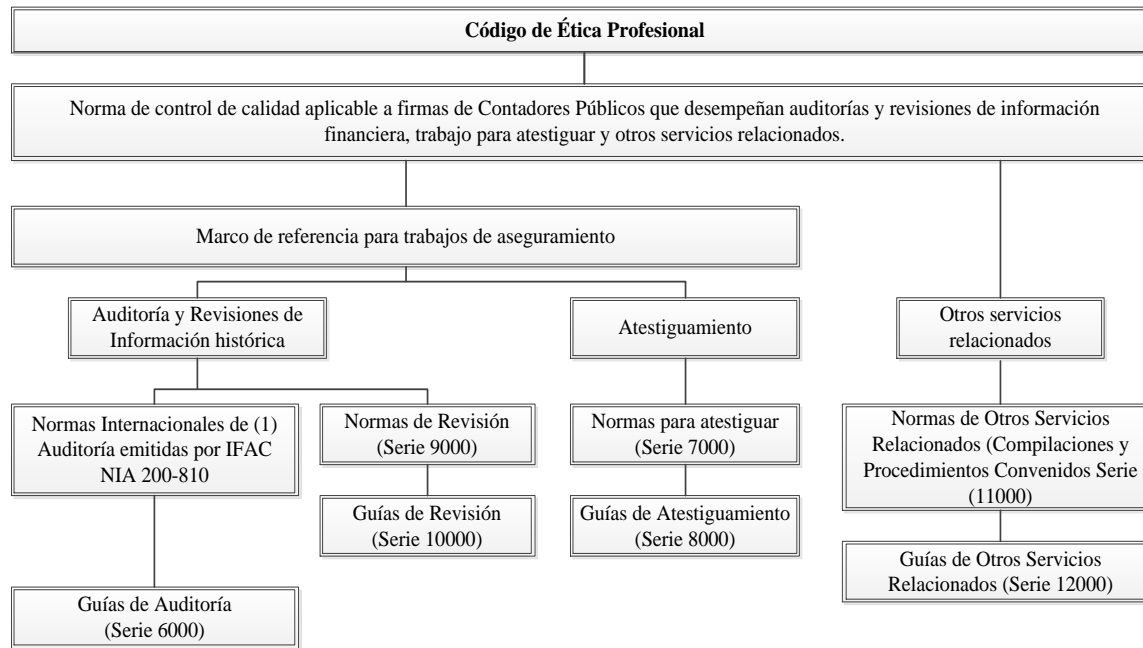 Código de Ética Profesional
Norma de control de calidad aplicable a firmas de Contadores Públicos que desempeñan auditorías y revisiones de información
financiera, trabajo para atestiguar y otros servicios relacionados.
Marco de referencia para trabajos de aseguramiento
Auditoría y Revisiones de
Información histórica
Atestiguamiento
Otros servicios
relacionados
Normas Internacionales de (1)
Auditoría emitidas por IFAC
NIA 200-810
Normas de Revisión
(Serie 9000)
Normas para atestiguar
(Serie 7000)
Normas de Otros Servicios
Relacionados (Compilaciones y
Procedimientos Convenidos Serie
(11000)
Guías de Revisión
(Serie 10000)
Guías de Atestiguamiento
(Serie 8000)
Guías de Otros Servicios
Relacionados (Serie 12000)
Guías de Auditoría
(Serie 6000)